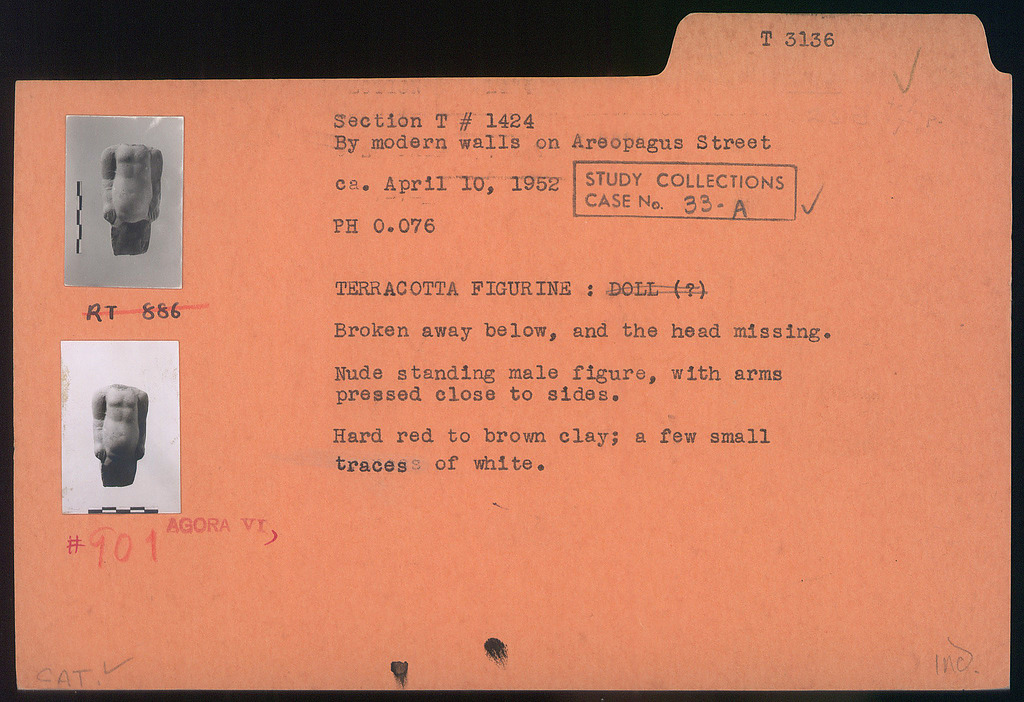 T 3136
Section T # 1424
By modern walls on Areopagus Street
ca. April 10, 1952
STUDY COLLECTIONS
CASE No. 33-A
PH 0.076
TERRACOTTA FIGURINE : DOLL (?)
RT 886
Broken away below, and the head missing.
Nude standing male figure, with arms
pressed close to sides.
Hard red to brown clay; a few small
traces of white.
AGORA VI,
#901
CAT.
Ind.